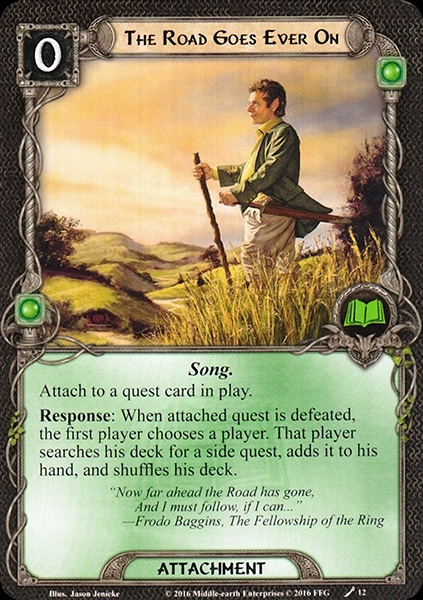 0
THE ROAD GOES EVER ON
Song.
Attach to a quest card in play.
Response: When attached quest is defeated,
the first player chooses a player. That player
searches his deck for a side quest, adds it to his
hand, and shuffles his deck.
“Now far ahead the Road has gone,
And I must follow, if I can...”
—Frodo Baggins, The Fellowship of the Ring
ATTACHMENT
Illus. Jason Jenicke
© 2016 Middle-earth Enterprises © 2016 FFG
12